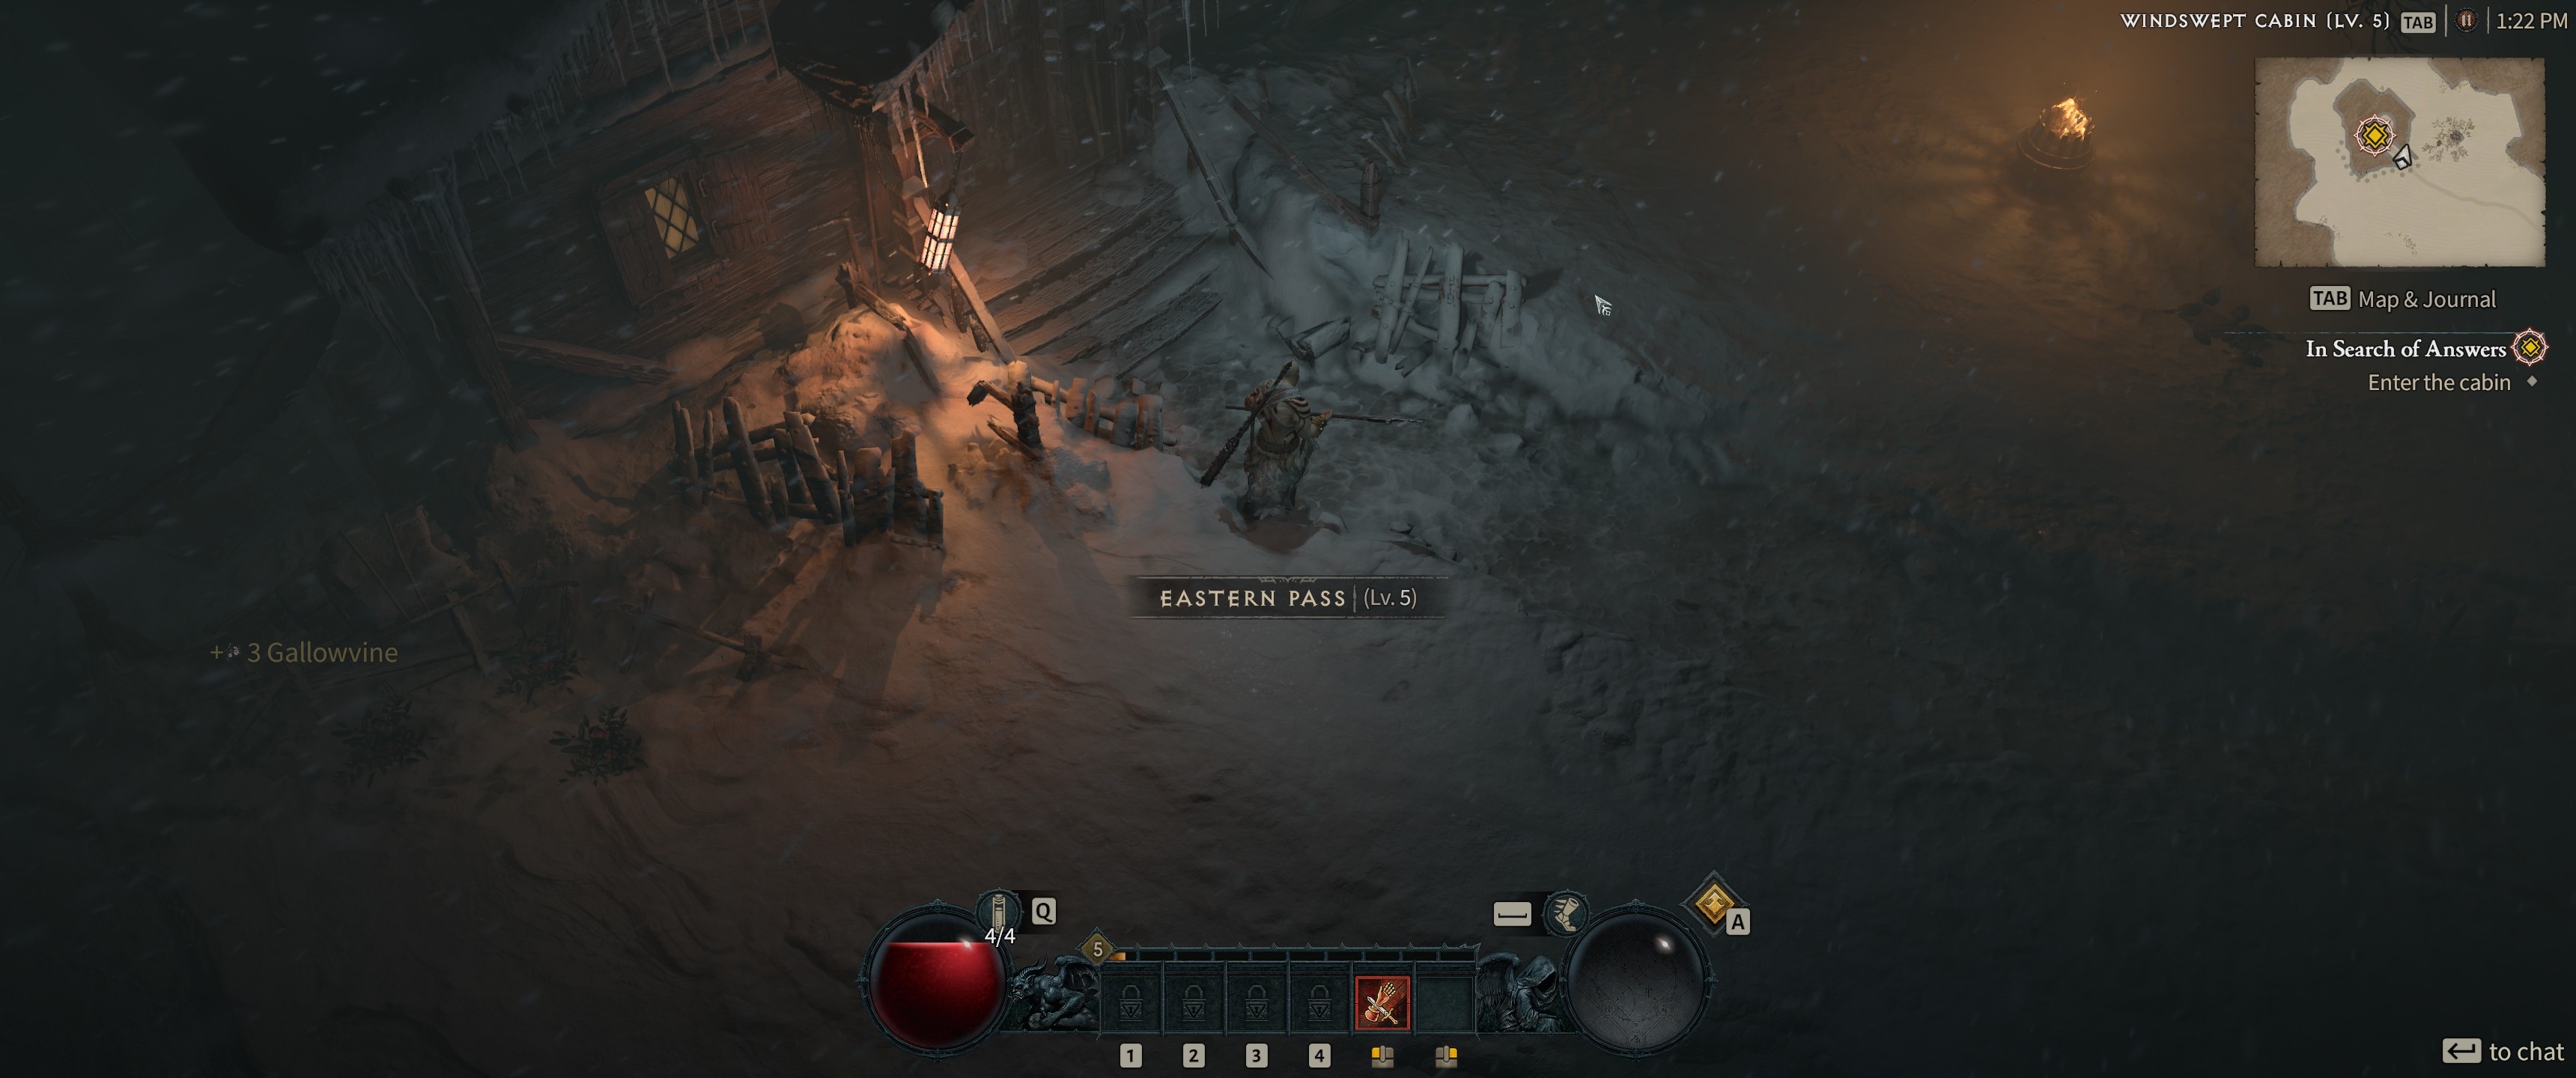 WINDSWEPT CABIN (LV. 5) TAB 1:22 PM
TAB Map & Journal
In Search of Answers
Enter the cabin
EASTERN PASS (Lv. 5)
+ 3 Gallowvine
Q
4/4
A
5
1 2 3 4
to chat